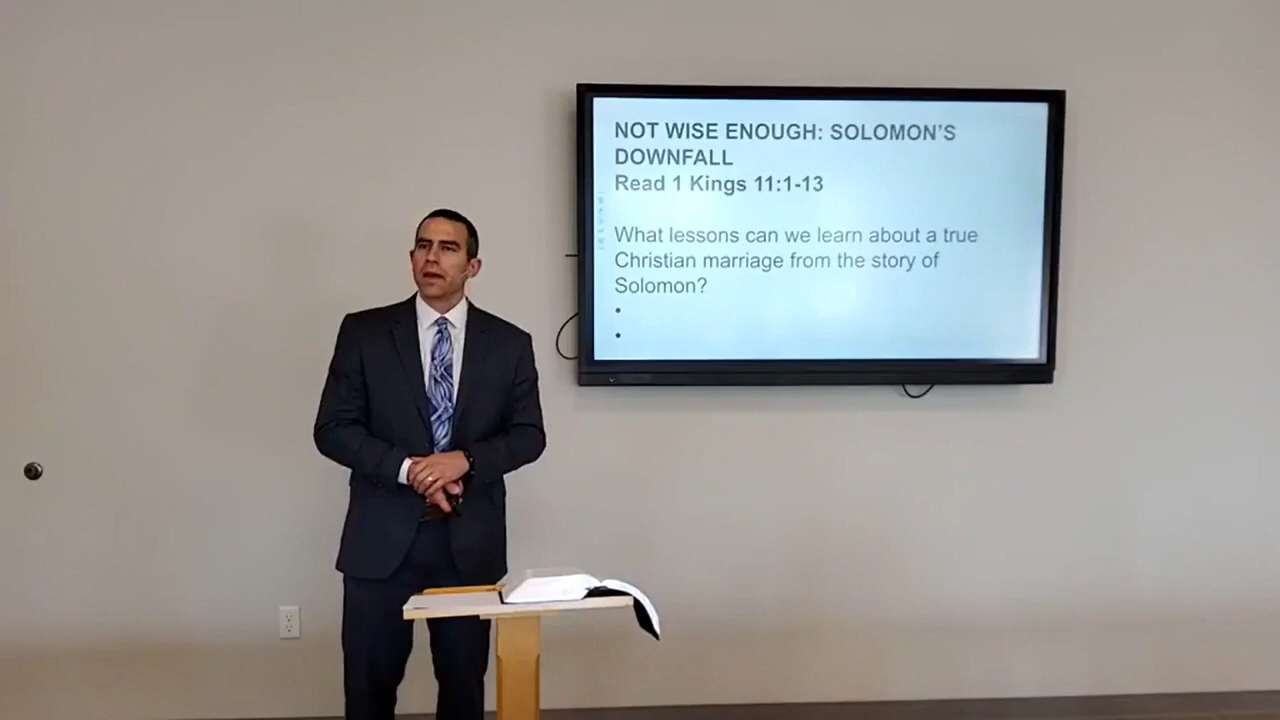 NOT WISE ENOUGH: SOLOMON'S
DOWNFALL
Read 1 Kings 11:1-13
What lessons can we learn about a true
Christian marriage from the story of
Solomon?
•
•